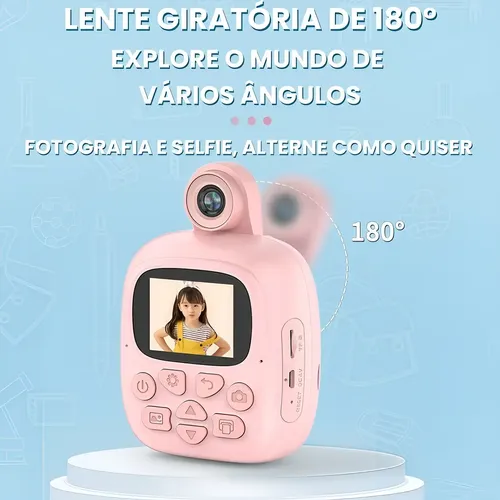 LENTE GIRATÓRIA DE 180°
EXPLORE O MUNDO DE
VÁRIOS ÂNGULOS
FOTOGRAFIA E SELFIE, ALTERNE COMO QUISER
180°